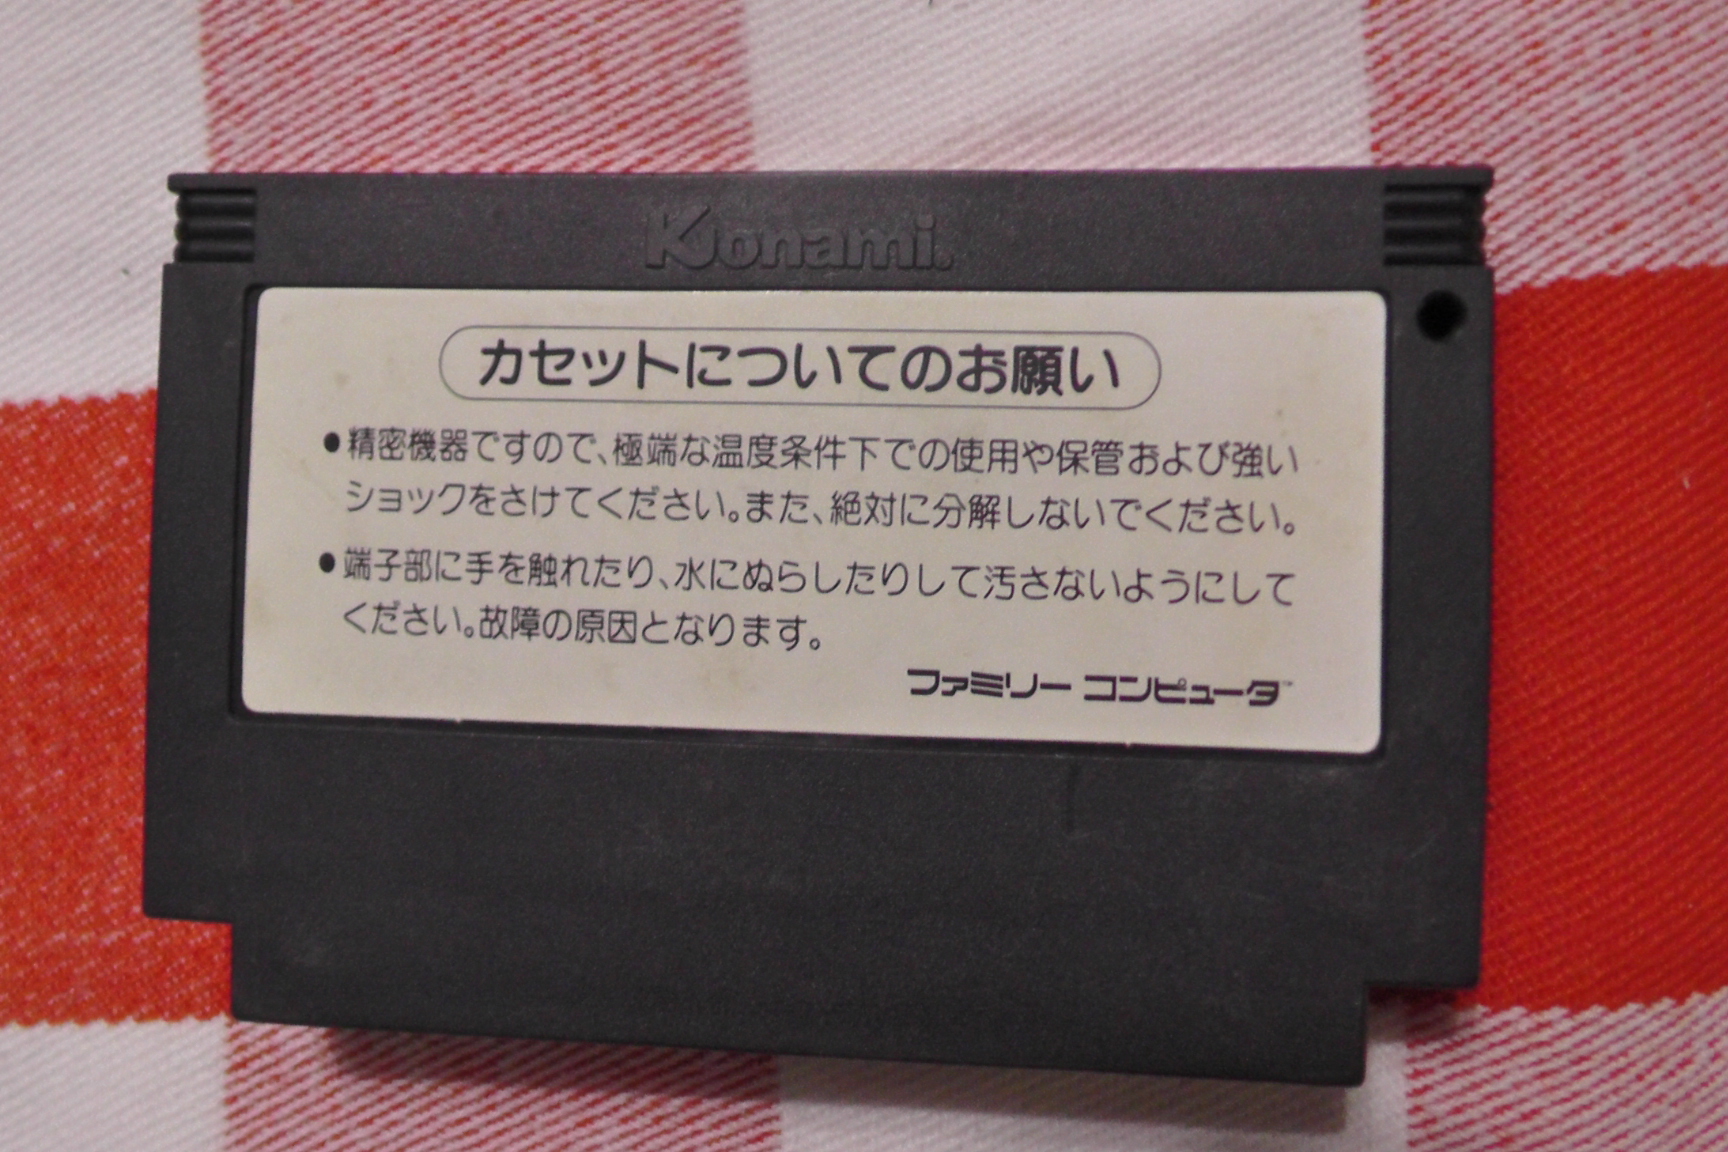 Konami
カセットについてのお願い
●精密機器ですので、極端な温度条件下での使用や保管および強い
ショックをさけてください。また、絶対に分解しないでください。
●端子部に手を触れたり、水にぬらしたりして汚さないようにして
ください。故障の原因となります。
ファミリー コンピュータ™